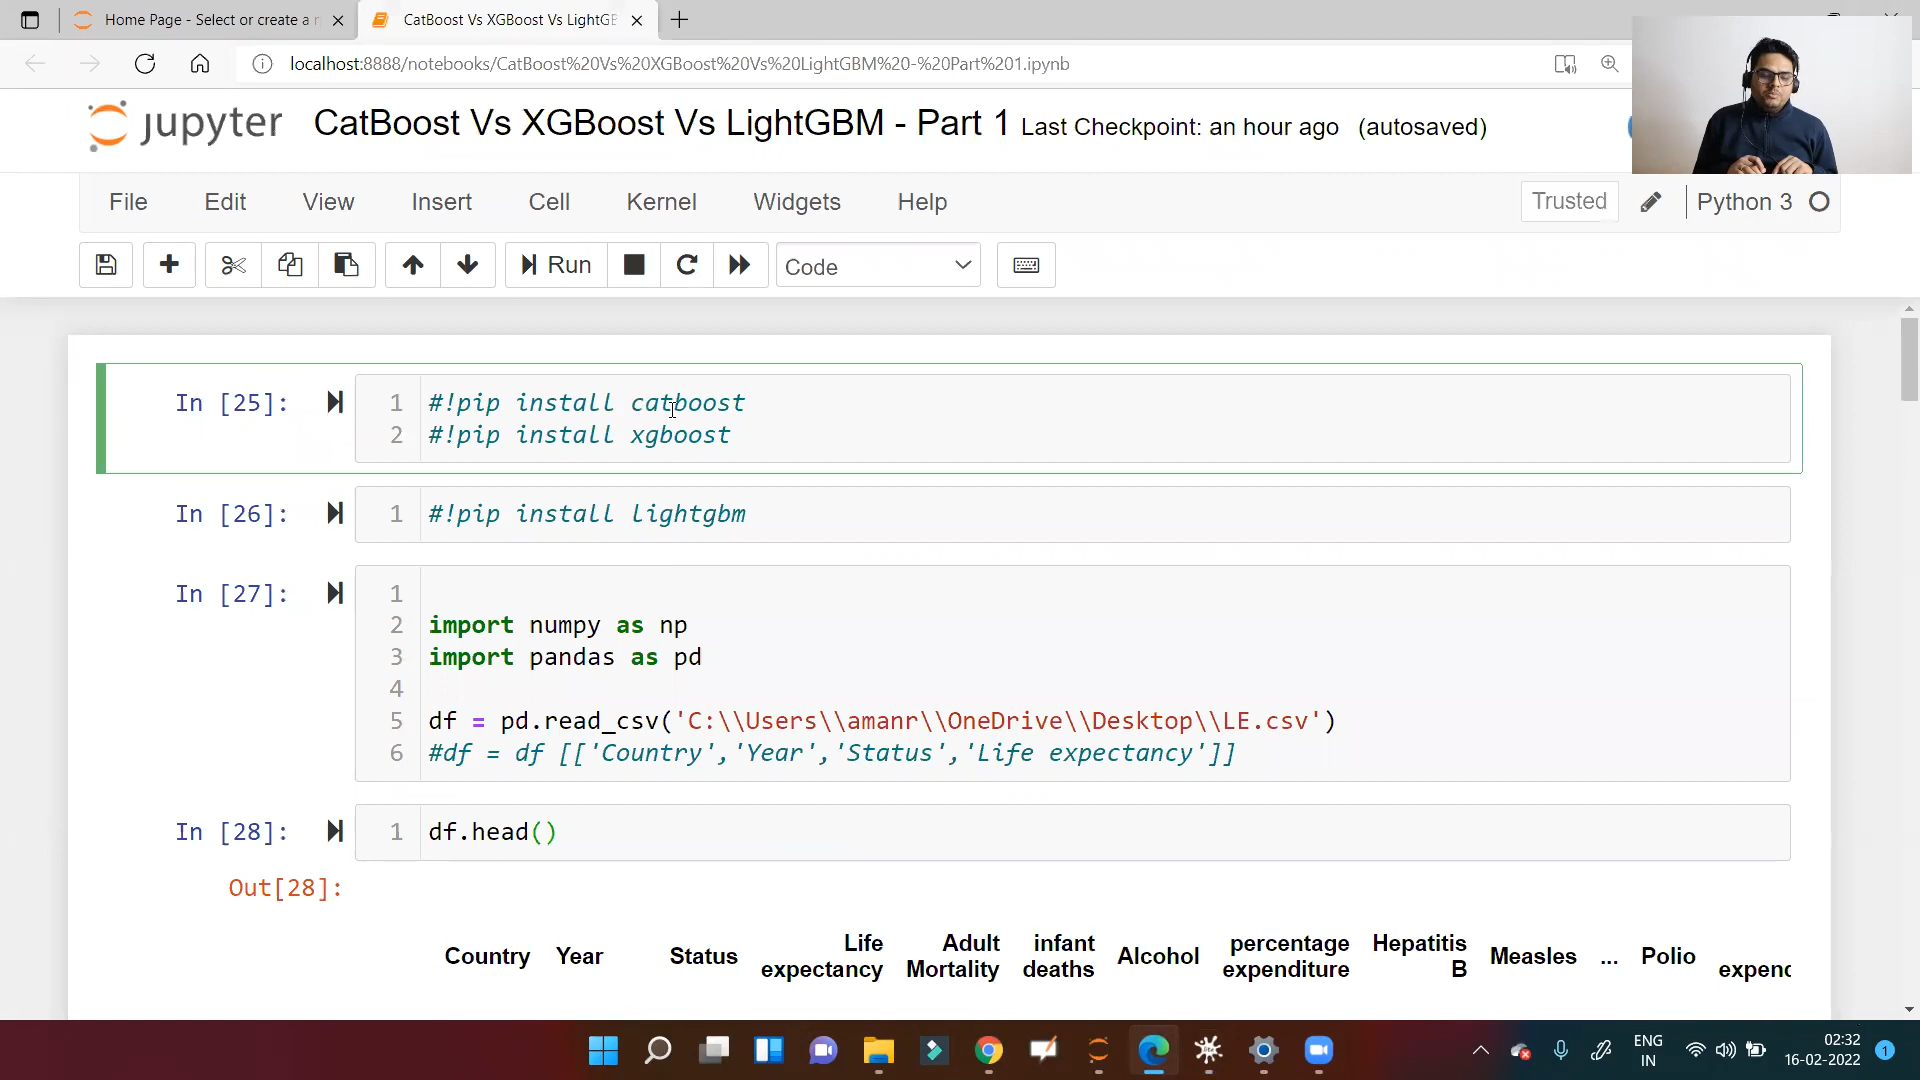 Home Page - Select or create a n
CatBoost Vs XGBoost Vs LightGB
localhost:8888/notebooks/CatBoost%20Vs%20XGBoost%20Vs%20LightGBM%20-%20Part%201.ipynb
jupyter CatBoost Vs XGBoost Vs LightGBM - Part 1 Last Checkpoint: an hour ago (autosaved)
File Edit View Insert Cell Kernel Widgets Help Trusted Python 3
Run Code
In [25]: 1 #!pip install catboost
2 #!pip install xgboost
In [26]: 1 #!pip install lightgbm
In [27]: 1
2 import numpy as np
3 import pandas as pd
4
5 df = pd.read_csv('C:\\Users\\amanr\\OneDrive\\Desktop\\LE.csv')
6 #df = df [['Country','Year','Status','Life expectancy']]
In [28]: 1 df.head()
Out[28]:
Country Year Status Life expectancy Adult Mortality infant deaths Alcohol percentage expenditure Hepatitis B Measles ... Polio expenc
ENG
IN
02:32
16-02-2022
1